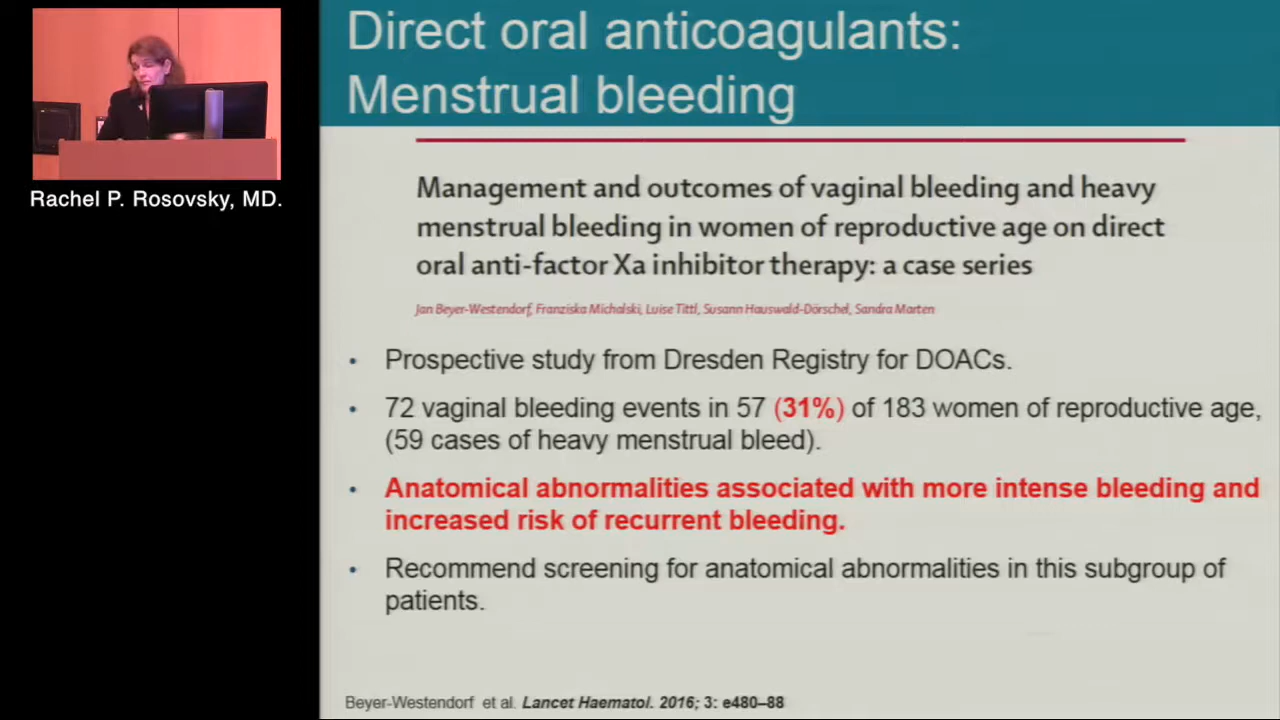 Direct oral anticoagulants:
Menstrual bleeding
Rachel P. Rosovsky, MD.
Management and outcomes of vaginal bleeding and heavy
menstrual bleeding in women of reproductive age on direct
oral anti-factor Xa inhibitor therapy: a case series
Jan Beyer-Westendorf, Franziska Michalski, Luise Tittl, Susann Hauswald-Dörschel, Sandra Marten
• Prospective study from Dresden Registry for DOACs.
• 72 vaginal bleeding events in 57 (31%) of 183 women of reproductive age,
(59 cases of heavy menstrual bleed).
• Anatomical abnormalities associated with more intense bleeding and
increased risk of recurrent bleeding.
• Recommend screening for anatomical abnormalities in this subgroup of
patients.
Beyer-Westendorf et al. Lancet Haematol. 2016; 3: e480–88